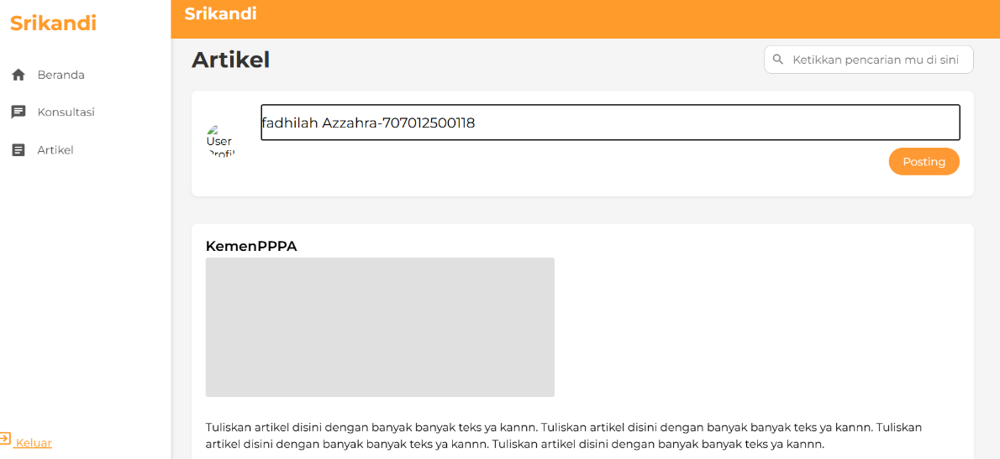 Srikandi
Beranda
Konsultasi
Artikel
Keluar
Srikandi
Artikel
Ketikkan pencarian mu di sini
fadhilah Azzahra-707012500118
User
Profil
Posting
KemenPPPA
Tuliskan artikel disini dengan banyak banyak teks ya kannn. Tuliskan artikel disini dengan banyak banyak teks ya kannn. Tuliskan
artikel disini dengan banyak banyak teks ya kannn. Tuliskan artikel disini dengan banyak banyak teks ya kannn.